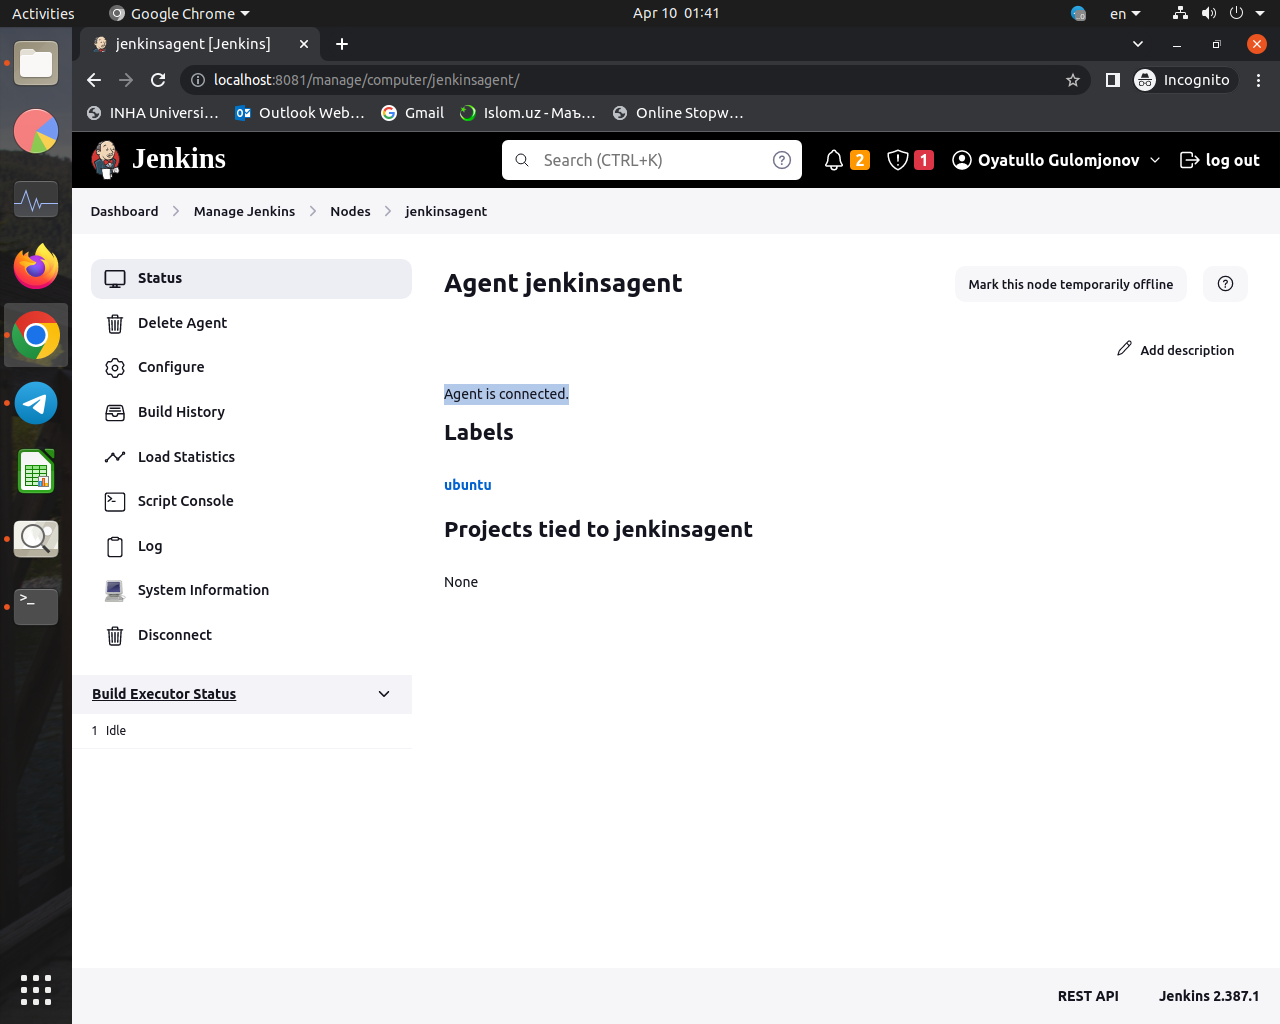 Activities
Google Chrome
Apr 10 01:41
en
jenkinsagent [Jenkins]
localhost:8081/manage/computer/jenkinsagent/
Incognito
INHA Universi…
Outlook Web…
Gmail
Islom.uz - Маъ…
Online Stopw…
Jenkins
Search (CTRL+K)
2
1
Oyatullo Gulomjonov
log out
Dashboard
Manage Jenkins
Nodes
jenkinsagent
Status
Delete Agent
Configure
Build History
Load Statistics
Script Console
Log
System Information
Disconnect
Build Executor Status
1 Idle
Agent jenkinsagent
Mark this node temporarily offline
Add description
Agent is connected.
Labels
ubuntu
Projects tied to jenkinsagent
None
REST API
Jenkins 2.387.1